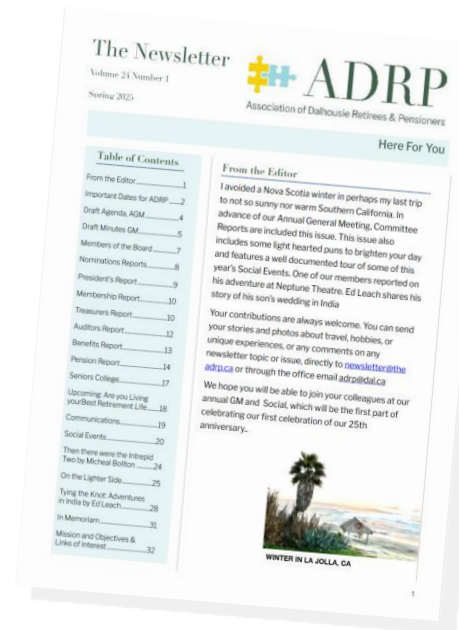 The Newsletter
Volume 24 Number 1
Spring 2025
ADRP
Association of Dalhousie Retirees & Pensioners
Here For You
Table of Contents
From the Editor 1
Important Dates for ADRP 2
Draft Agenda, AGM 4
Draft Minutes GM 5
Members of the Board 7
Nominations Reports 8
President's Report 9
Membership Report 10
Treasurers Report 10
Auditors Report 12
Benefits Report 13
Pension Report 14
Seniors College 17
Upcoming: Are you Living
yourBest Retirement Life 18
Communications 19
Social Events 20
Then there were the Intrepid
Two by Micheal Bollton 24
On the Lighter Side 25
Tying the Knot: Adventures
in India by Ed Leach 28
In Memoriam 31
Mission and Objectives &
Links of Interest 32
From the Editor
I avoided a Nova Scotia winter in perhaps my last trip
to not so sunny nor warm Southern California. In
advance of our Annual General Meeting, Committee
Reports are included this issue. This issue also
includes some light hearted puns to brighten your day
and features a well documented tour of some of this
year's Social Events. One of our members reported on
his adventure at Neptune Theatre. Ed Leach shares his
story of his son's wedding in India
Your contributions are always welcome. You can send
your stories and photos about travel, hobbies, or
unique experiences, or any comments on any
newsletter topic or issue, directly to newsletter@the
adrp.ca or through the office email adrp@dal.ca
We hope you will be able to join your colleagues at our
annual GM and Social, which will be the first part of
celebrating our first celebration of our 25th
anniversary..
WINTER IN LA JOLLA, CA
1